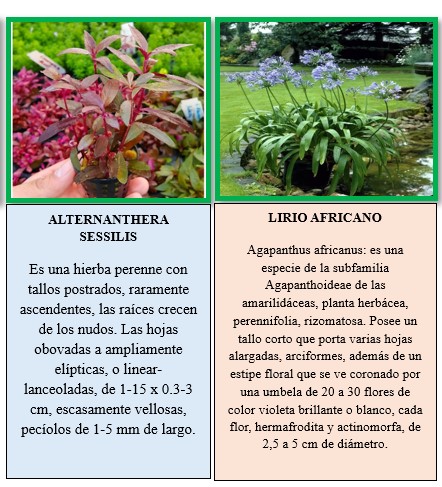 ALTERNANTHERA
SESSILIS
Es una hierba perenne con
tallos postrados, raramente
ascendentes, las raíces crecen
de los nudos. Las hojas
obovadas a ampliamente
elípticas, o linear-
lanceoladas, de 1-15 x 0.3-3
cm, escasamente vellosas,
pecíolos de 1-5 mm de largo.
LIRIO AFRICANO
Agapanthus africanus: es una
especie de la subfamilia
Agapanthoideae de las
amarilidáceas, planta herbácea,
perennifolia, rizomatosa. Posee un
tallo corto que porta varias hojas
alargadas, arciformes, además de un
estipe floral que se ve coronado por
una umbela de 20 a 30 flores de
color violeta brillante o blanco, cada
flor, hermafrodita y actinomorfa, de
2,5 a 5 cm de diámetro.